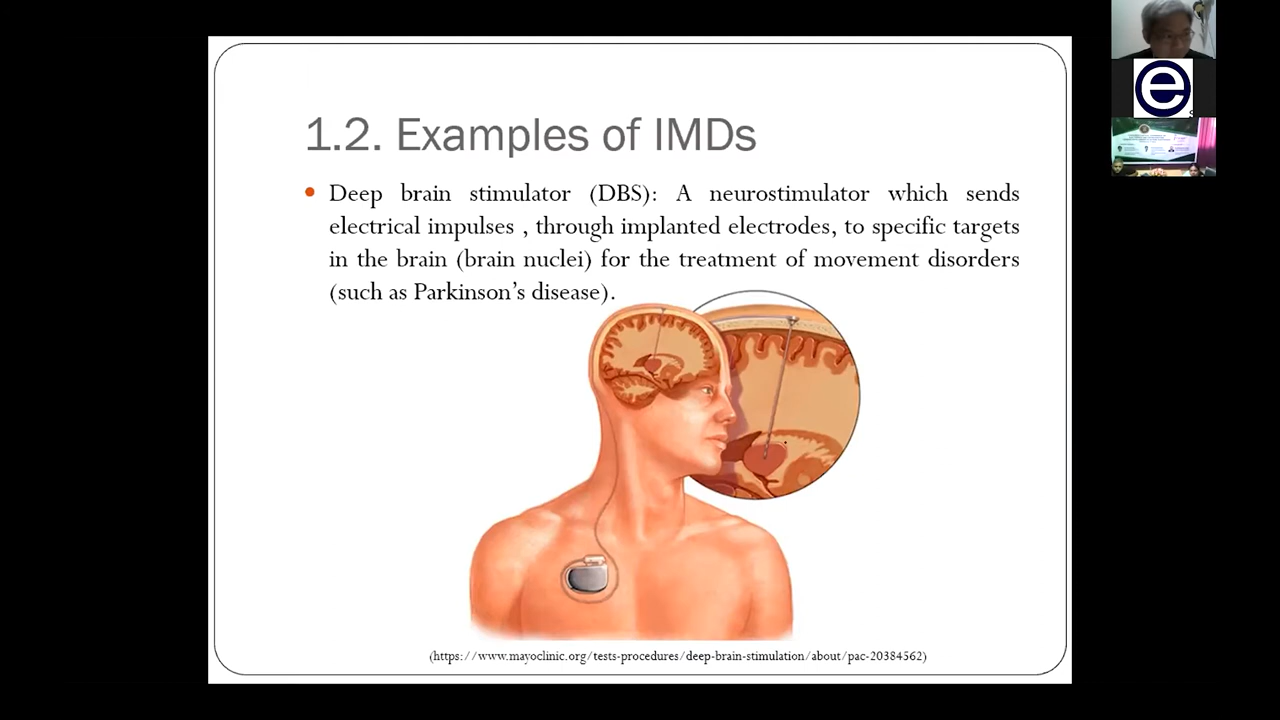 1.2. Examples of IMDs
Deep brain stimulator (DBS): A neurostimulator which sends
electrical impulses , through implanted electrodes, to specific targets
in the brain (brain nuclei) for the treatment of movement disorders
(such as Parkinson's disease).
(https://www.mayoclinic.org/tests-procedures/deep-brain-stimulation/about/pac-20384562)
e